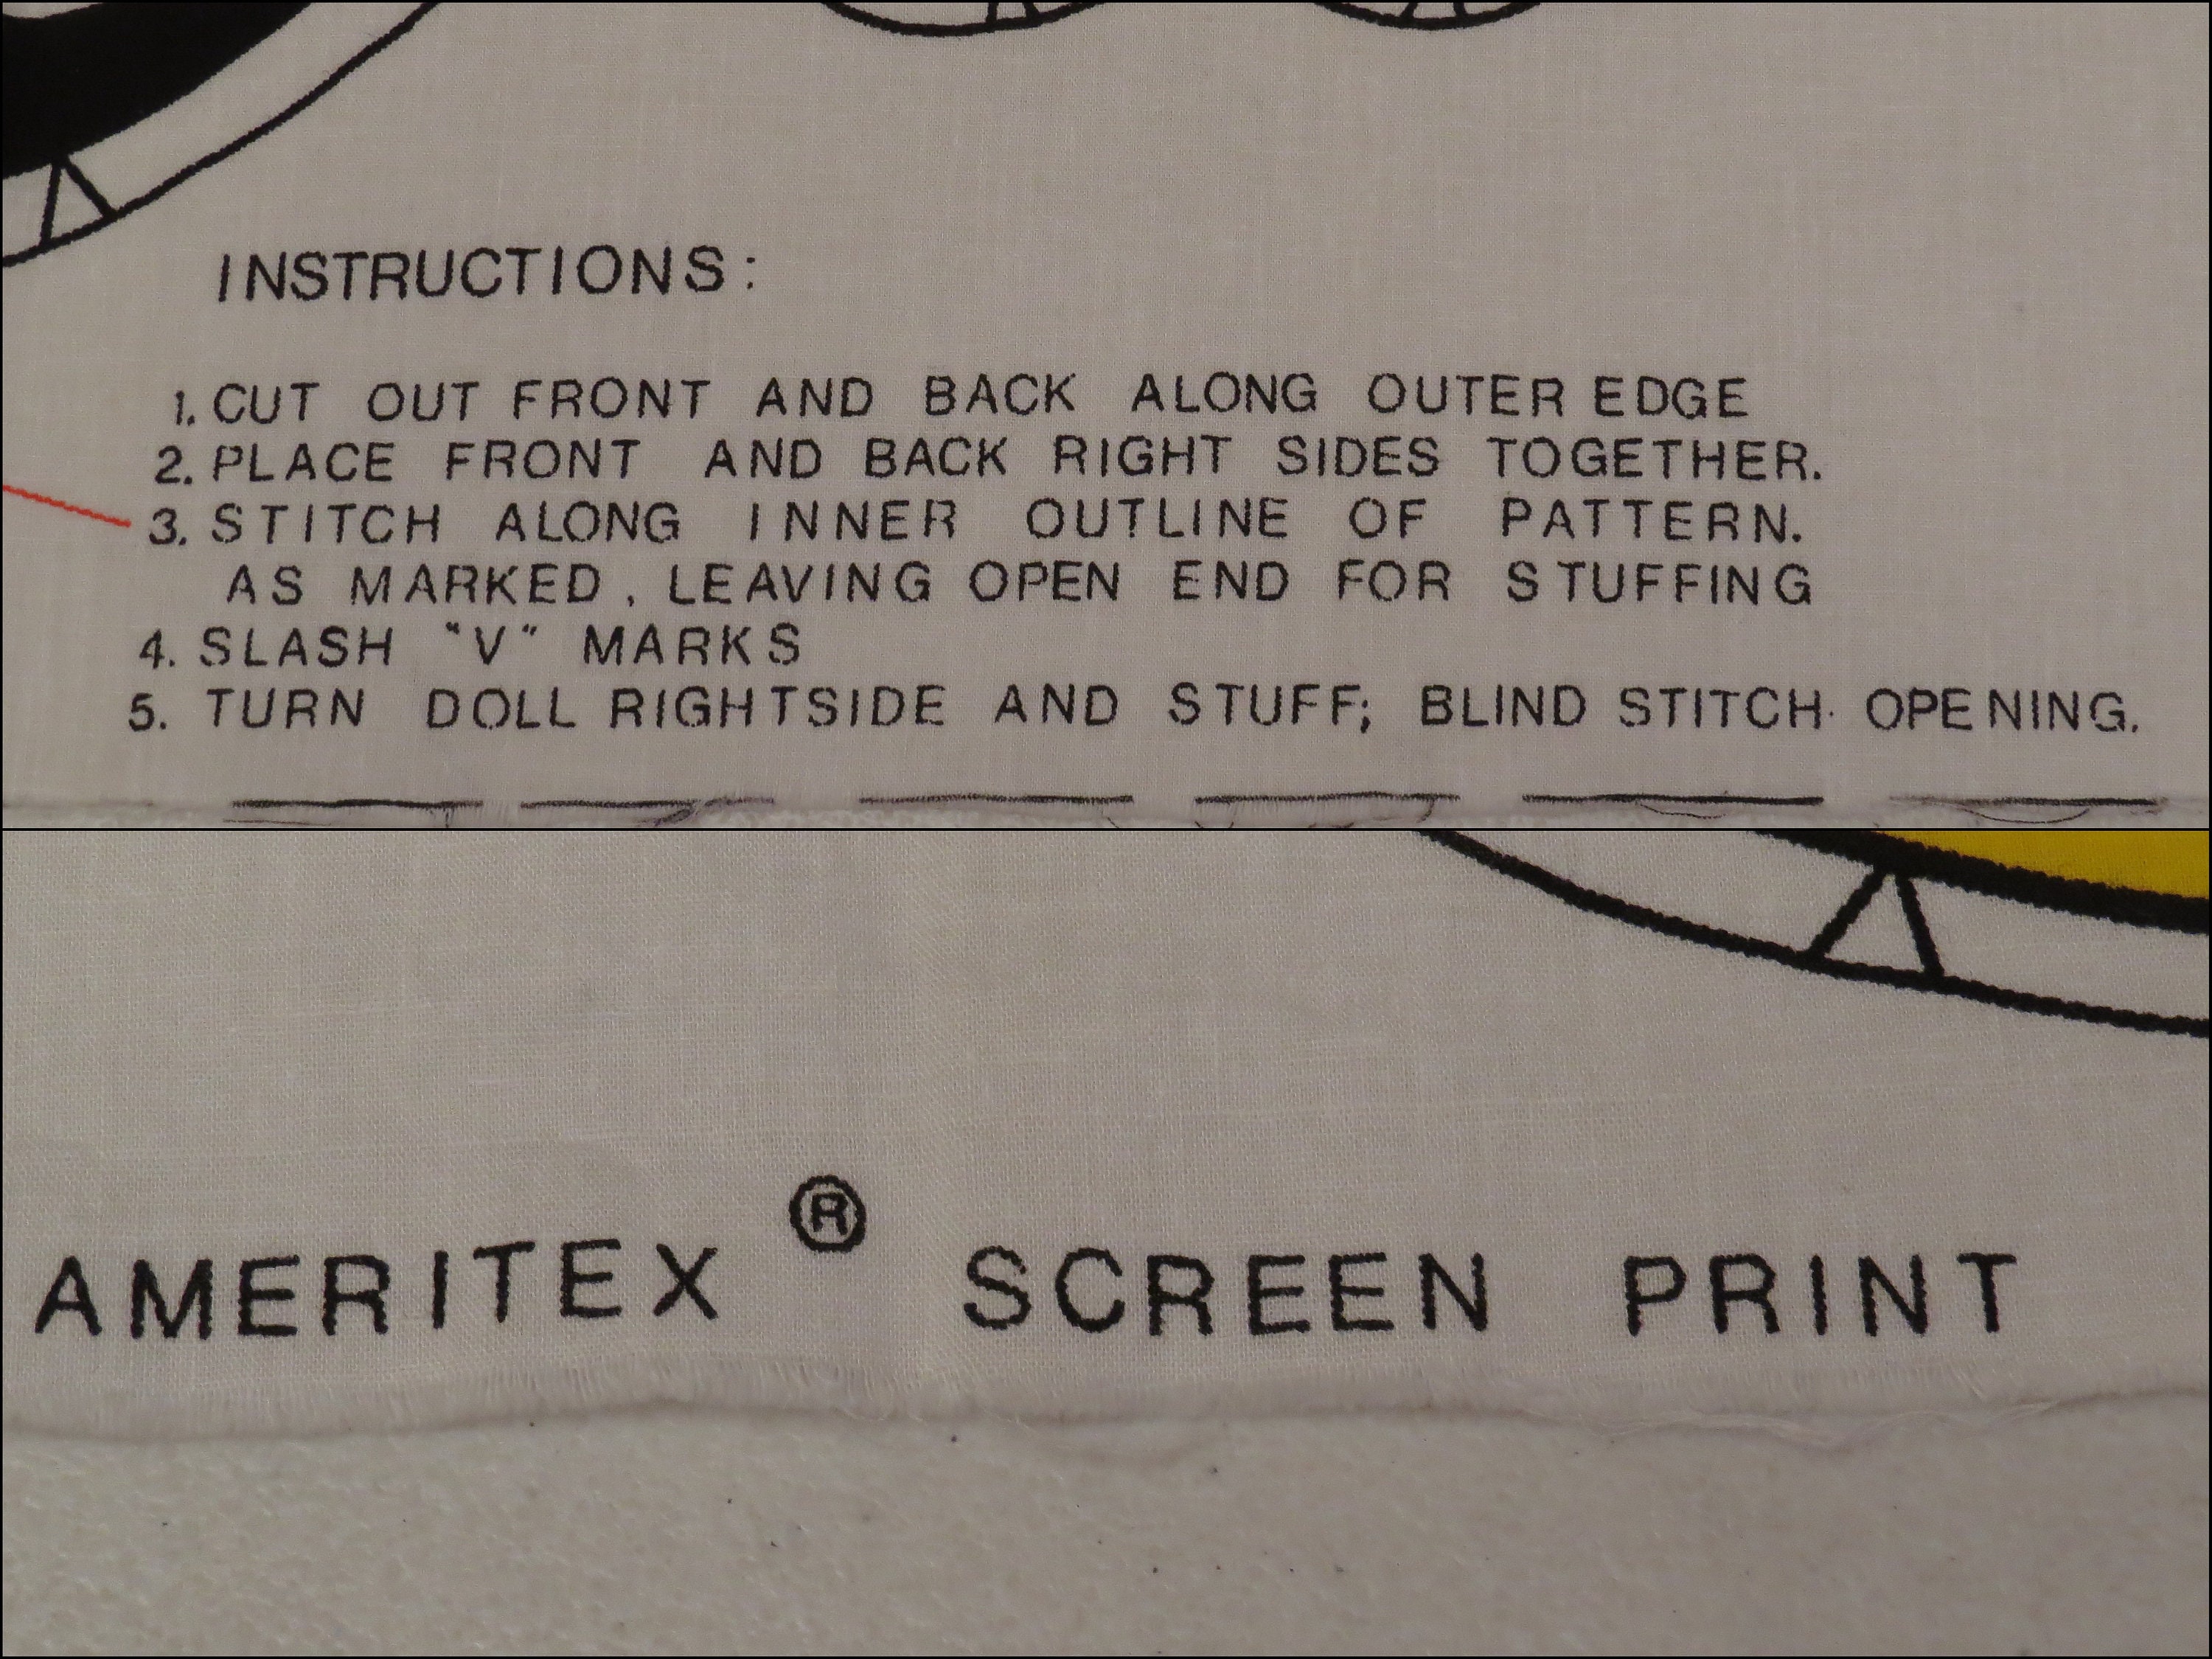 INSTRUCTIONS:
1. CUT OUT FRONT AND BACK ALONG OUTER EDGE
2. PLACE FRONT AND BACK RIGHT SIDES TOGETHER.
3. STITCH ALONG INNER OUTLINE OF PATTERN.
AS MARKED, LEAVING OPEN END FOR STUFFING
4. SLASH "V" MARKS
5. TURN DOLL RIGHTSIDE AND STUFF; BLIND STITCH OPENING.
AMERITEX ® SCREEN PRINT